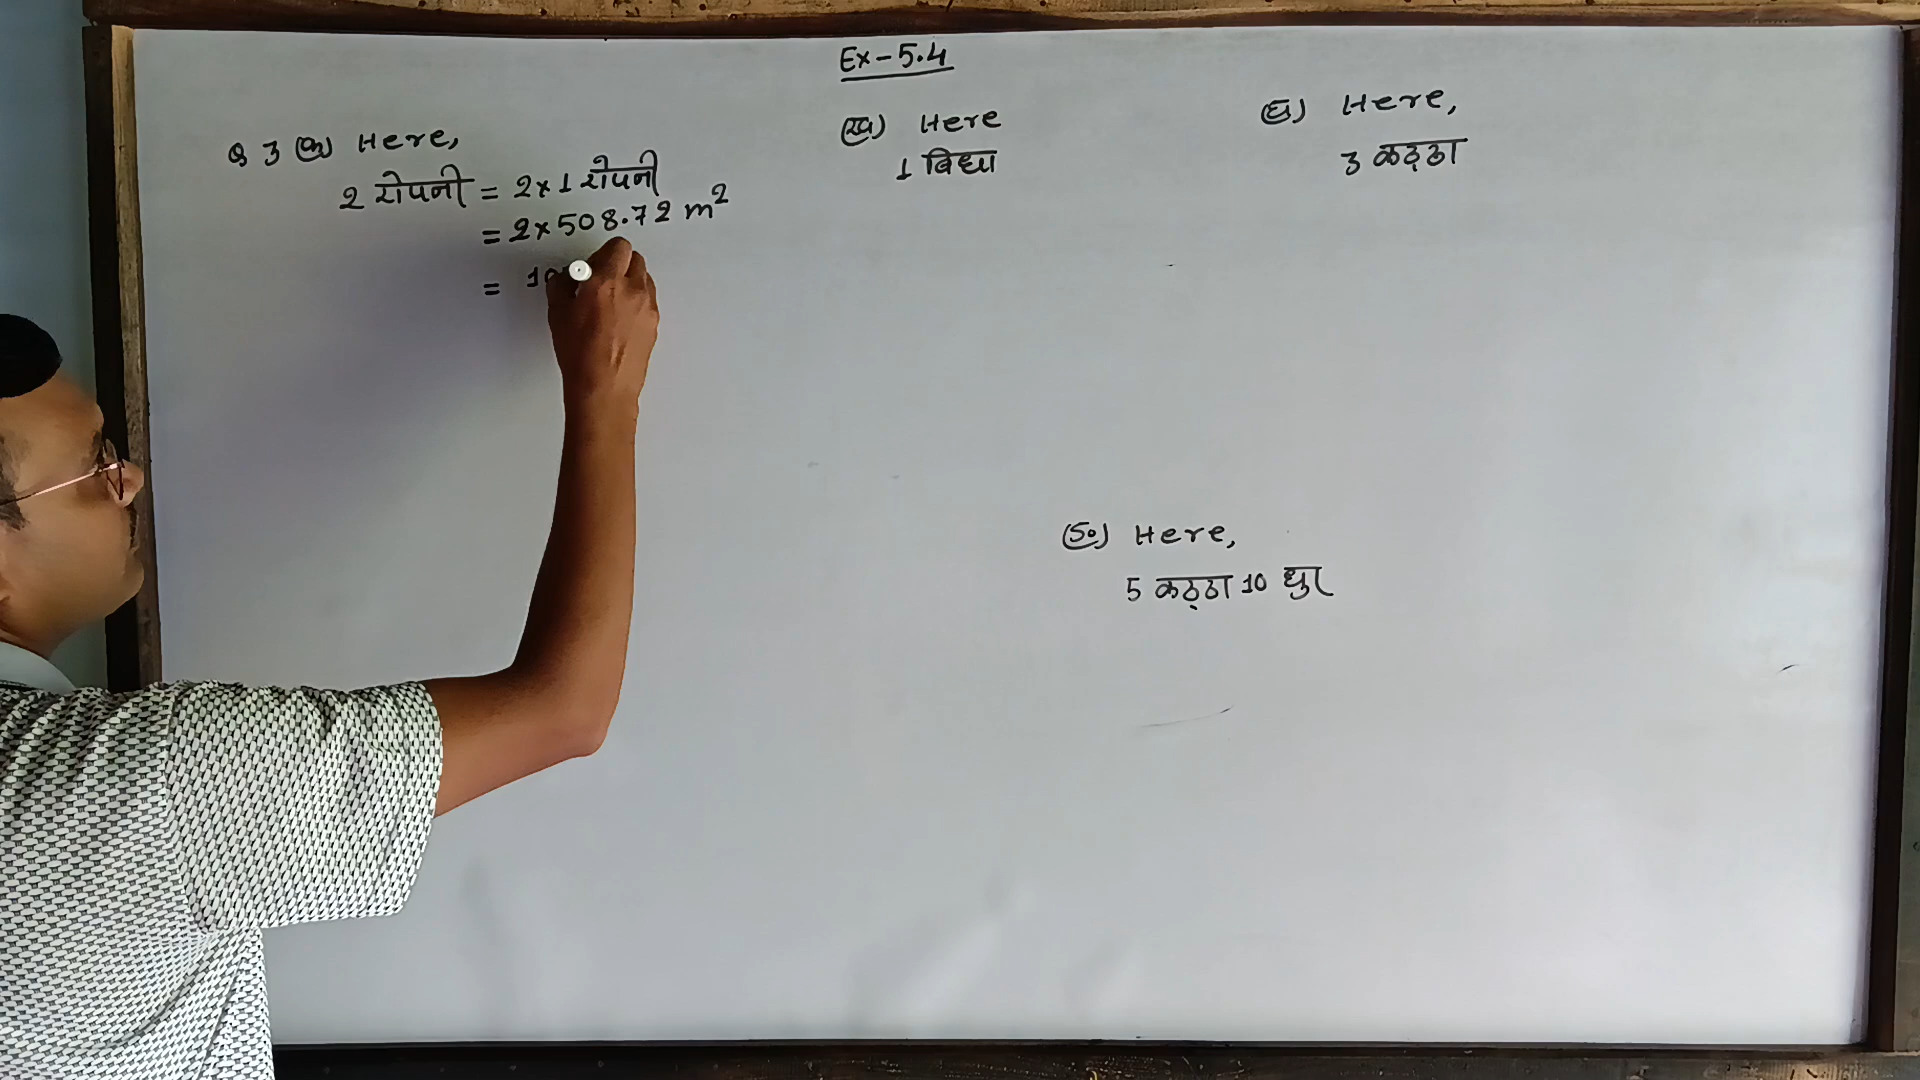 Ex-5.4
Q 3 (क) Here,
2 रोपनी = 2×1 रोपनी
= 2×508.72 m²
= 10
(ख) Here
1 बिघा
(घ) Here,
3 कठ्ठा
(ङ) Here,
5 कठ्ठा 10 धुर